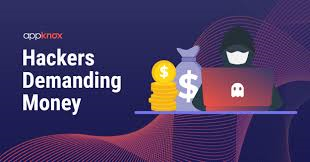 appknox
Hackers
Demanding
Money
$
$
$